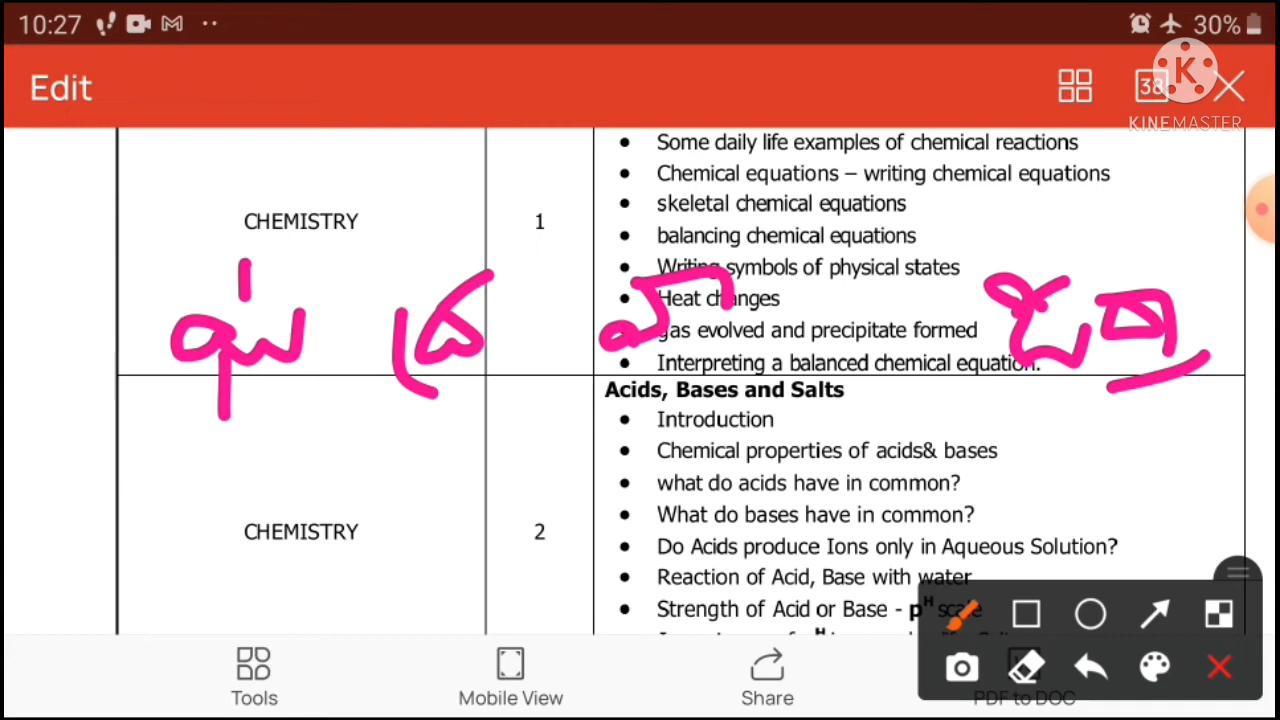 10:27 30%
Edit 38
KINEMASTER
Some daily life examples of chemical reactions
Chemical equations – writing chemical equations
CHEMISTRY 1 skeletal chemical equations
balancing chemical equations
Writing symbols of physical states
Heat changes
gas evolved and precipitate formed
Interpreting a balanced chemical equation.
Acids, Bases and Salts
Introduction
Chemical properties of acids& bases
what do acids have in common?
What do bases have in common?
CHEMISTRY 2
Do Acids produce Ions only in Aqueous Solution?
Reaction of Acid, Base with water
Strength of Acid or Base - pH scale
Tools Mobile View Share PDF to DOC